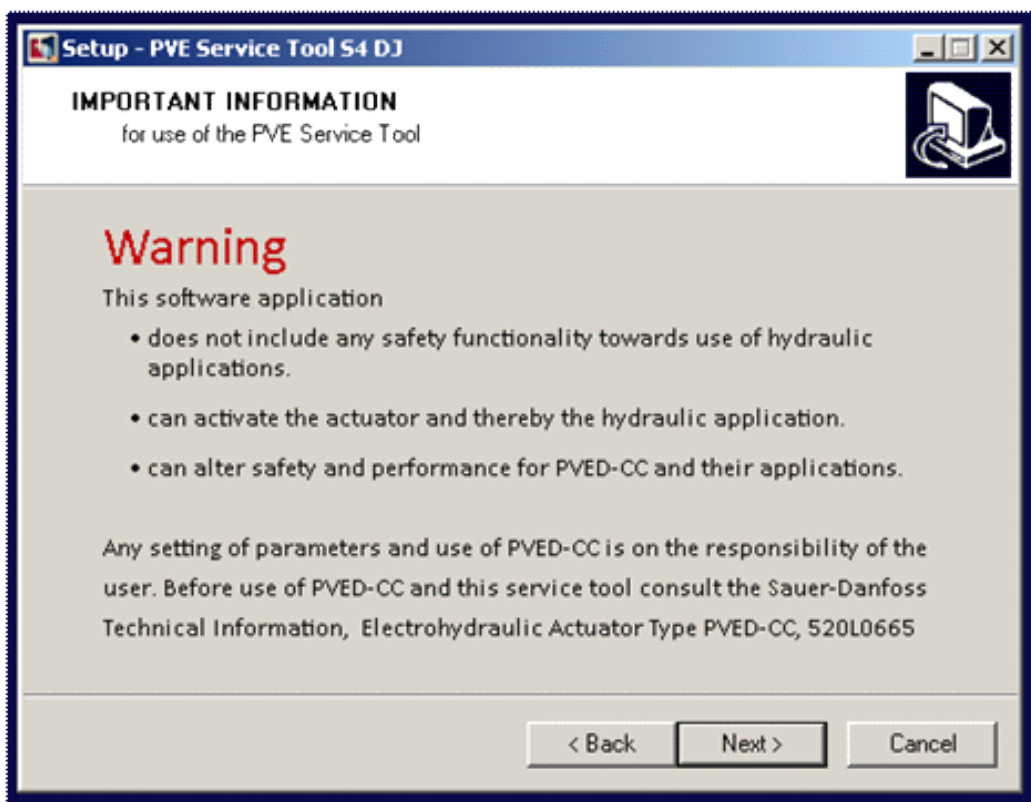 Setup - PVE Service Tool S4 DJ
IMPORTANT INFORMATION
for use of the PVE Service Tool
Warning
This software application
• does not include any safety functionality towards use of hydraulic
applications.
• can activate the actuator and thereby the hydraulic application.
• can alter safety and performance for PVED-CC and their applications.
Any setting of parameters and use of PVED-CC is on the responsibility of the
user. Before use of PVED-CC and this service tool consult the Sauer-Danfoss
Technical Information, Electrohydraulic Actuator Type PVED-CC, 520L0665
< Back Next > Cancel